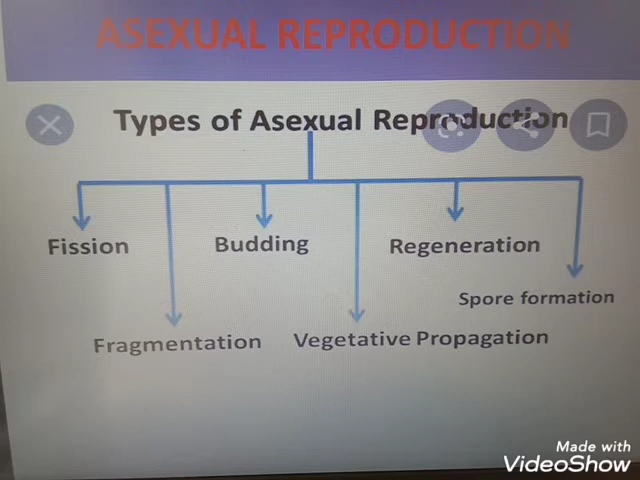 ASEXUAL REPRODUCTION
Types of Asexual Reproduction
Fission
Budding
Regeneration
Spore formation
Fragmentation
Vegetative Propagation
Made with
VideoShow